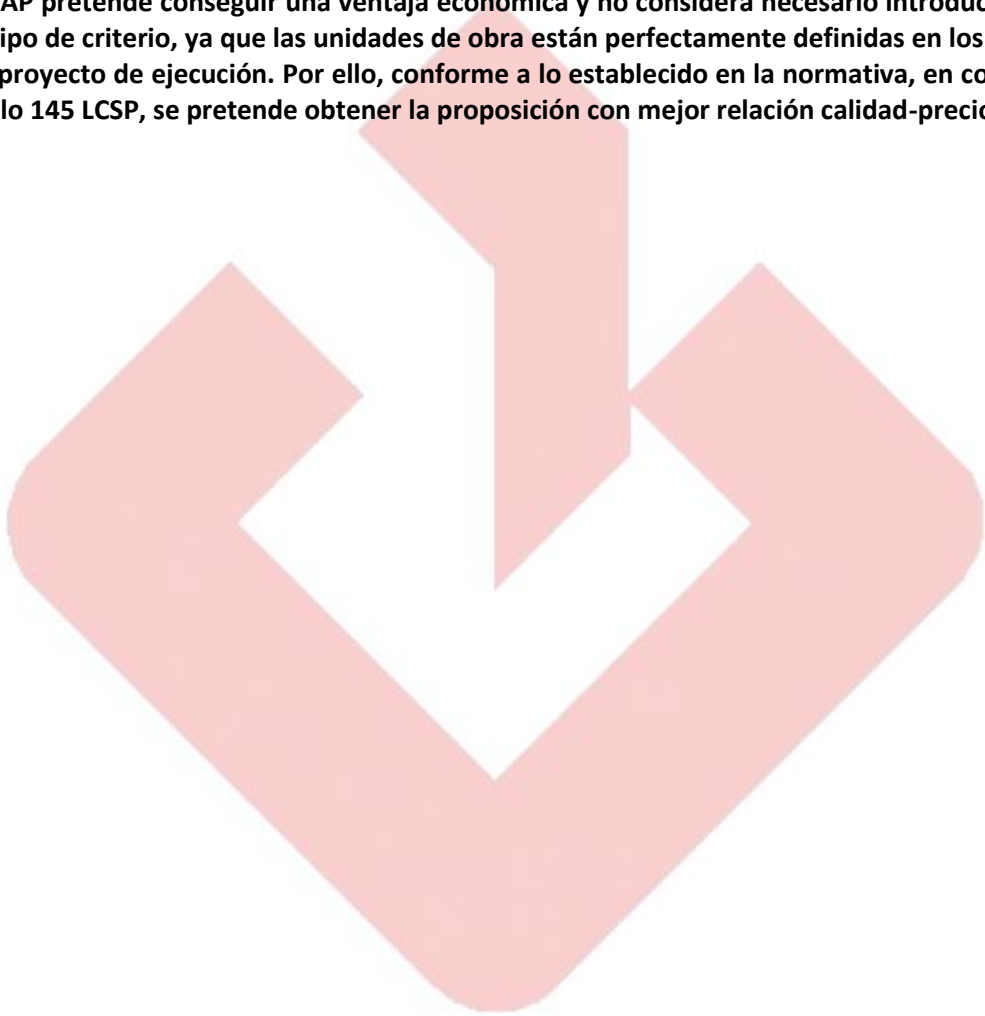 AP pretende conseguir una ventaja económica y no considera necesario introduc
ipo de criterio, ya que las unidades de obra están perfectamente definidas en los
proyecto de ejecución. Por ello, conforme a lo establecido en la normativa, en co
lo 145 LCSP, se pretende obtener la proposición con mejor relación calidad-precio